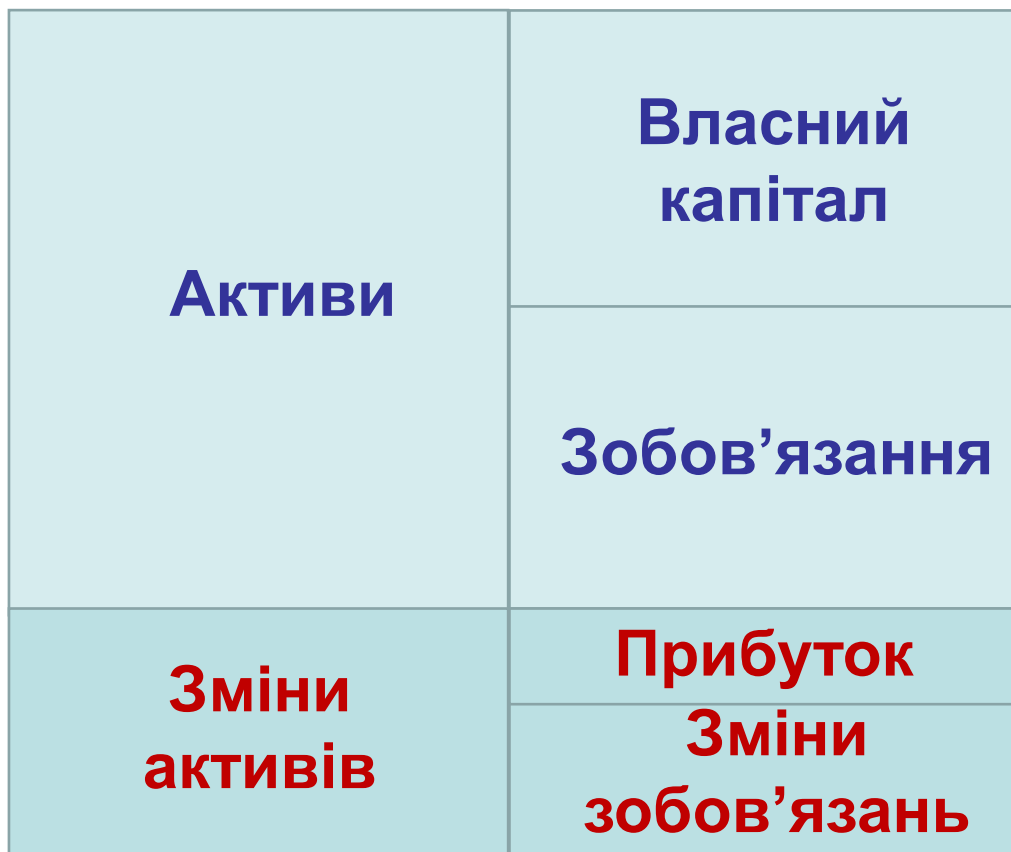 Активи
Власний
капітал
Зобов’язання
Зміни
активів
Прибуток
Зміни
зобов’язань